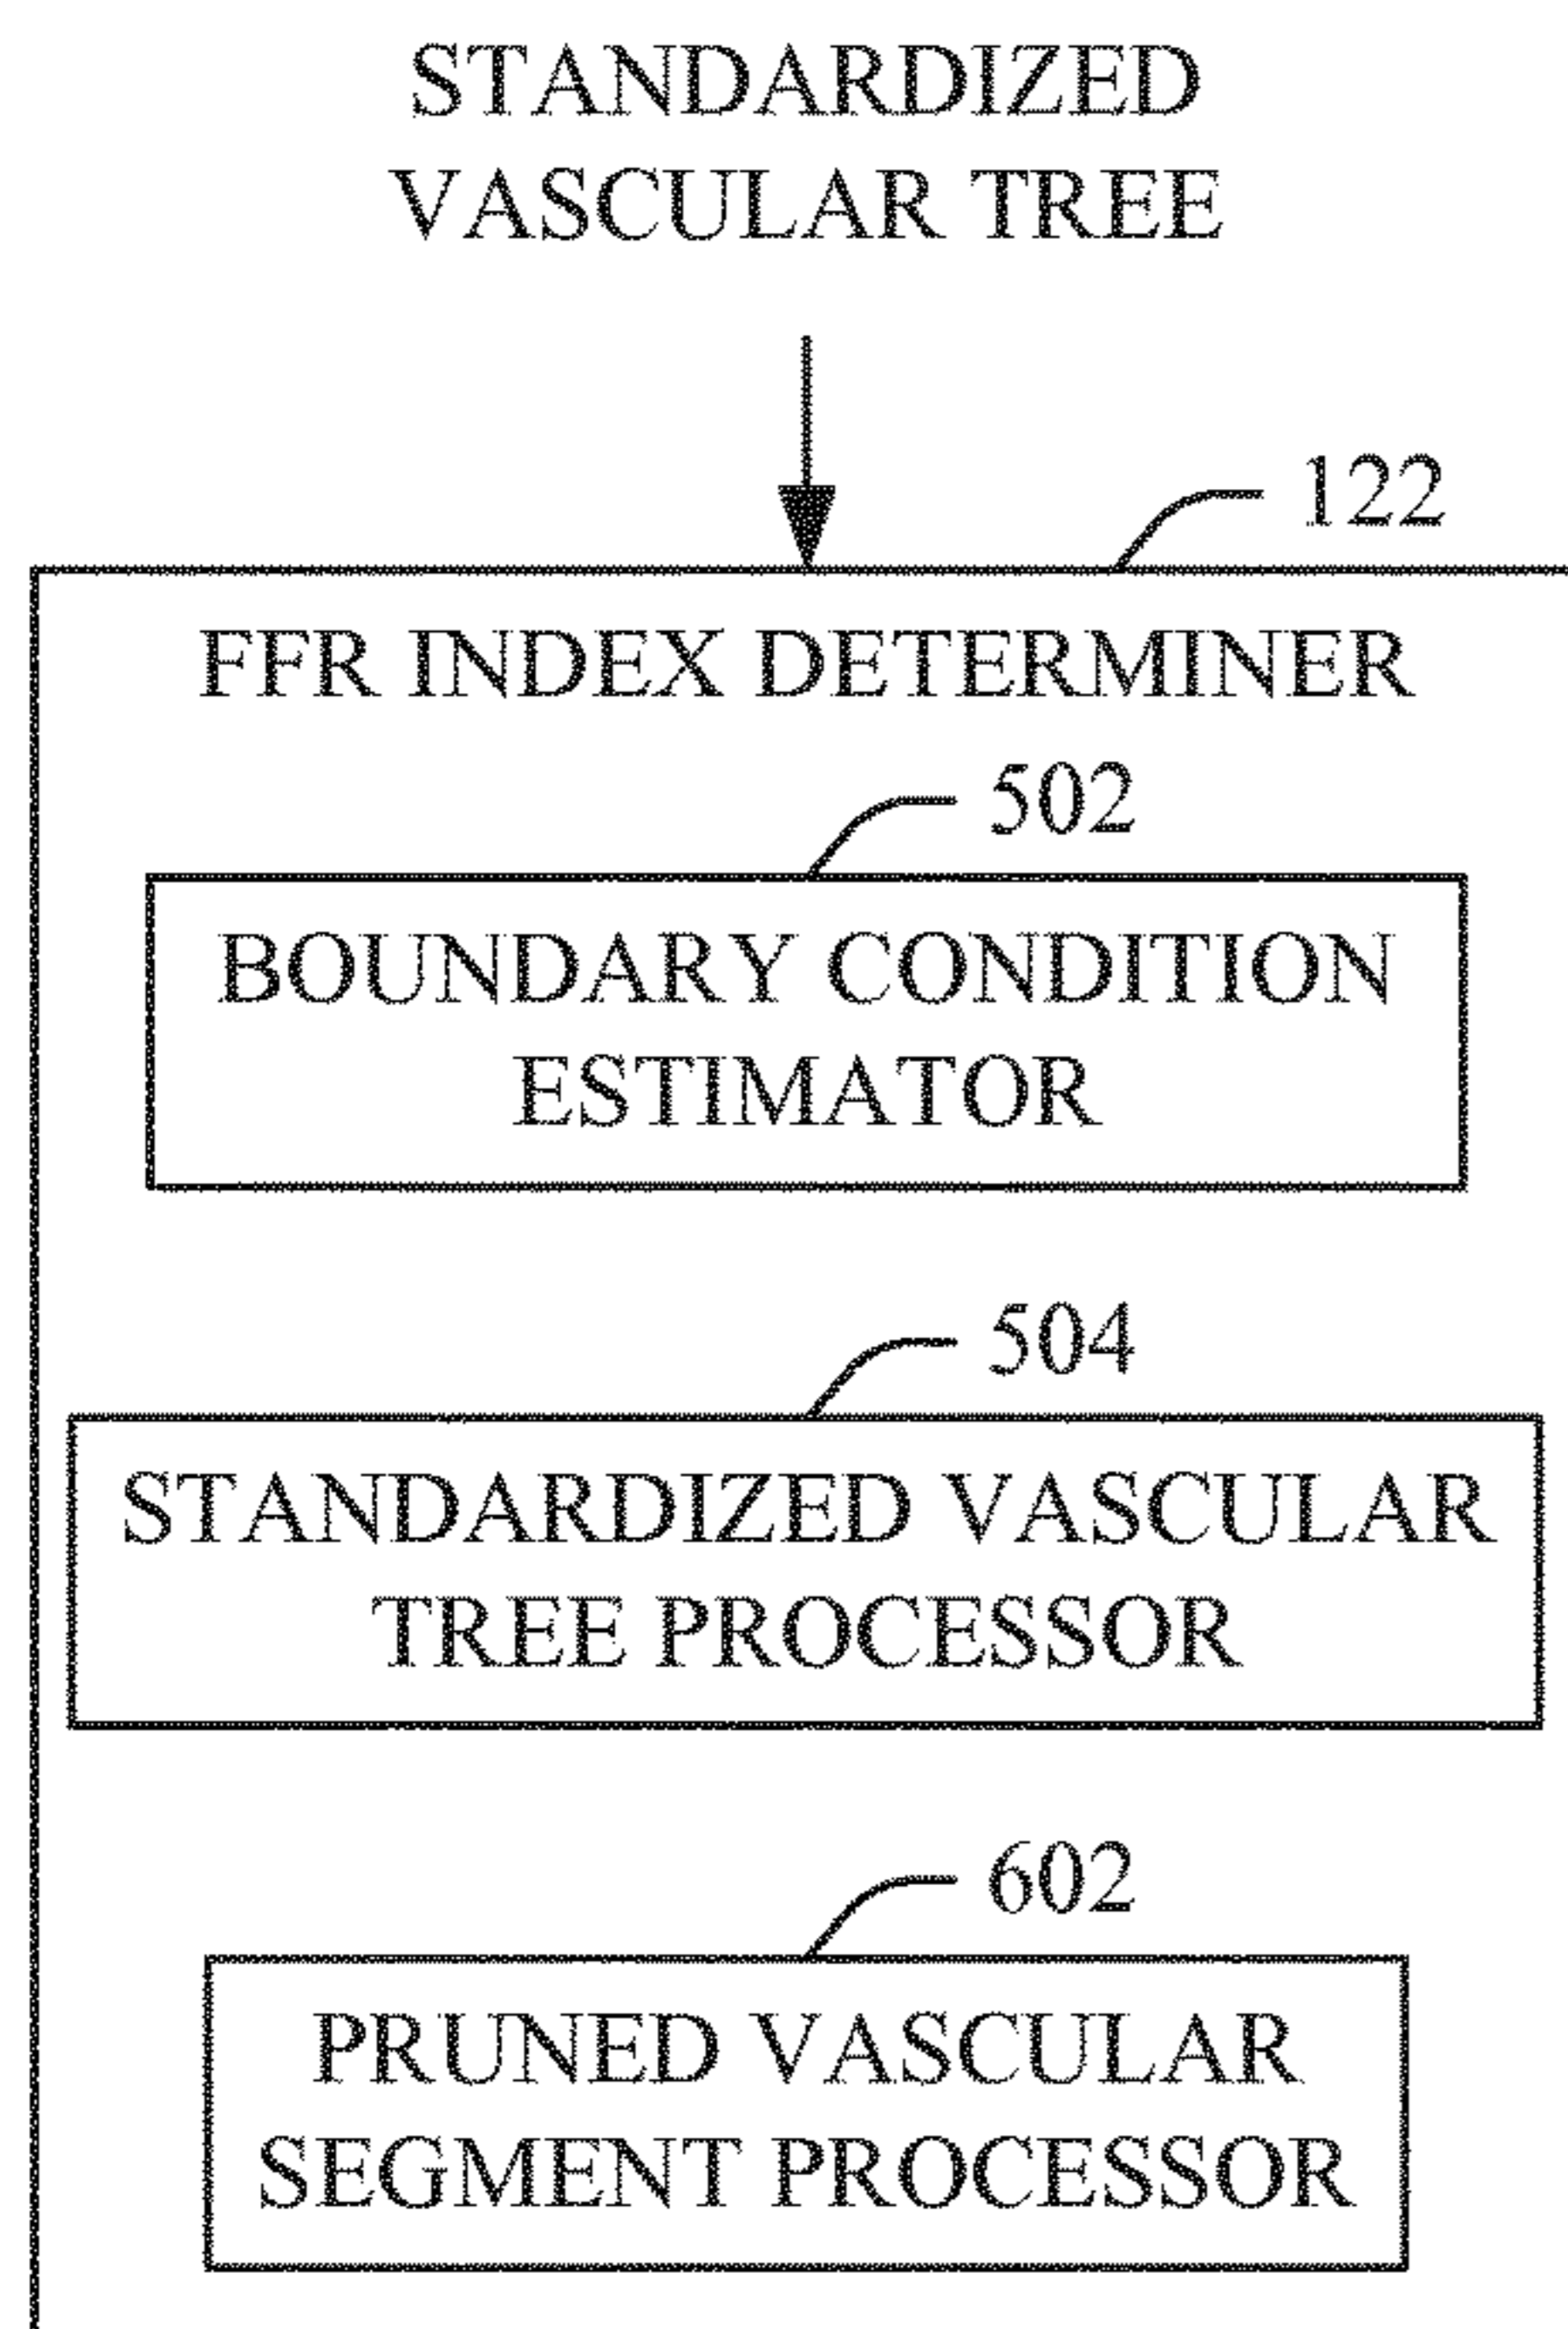 STANDARDIZED
VASCULAR TREE
122
FFR INDEX DETERMINER
502
BOUNDARY CONDITION
ESTIMATOR
504
STANDARDIZED VASCULAR
TREE PROCESSOR
602
PRUNED VASCULAR
SEGMENT PROCESSOR